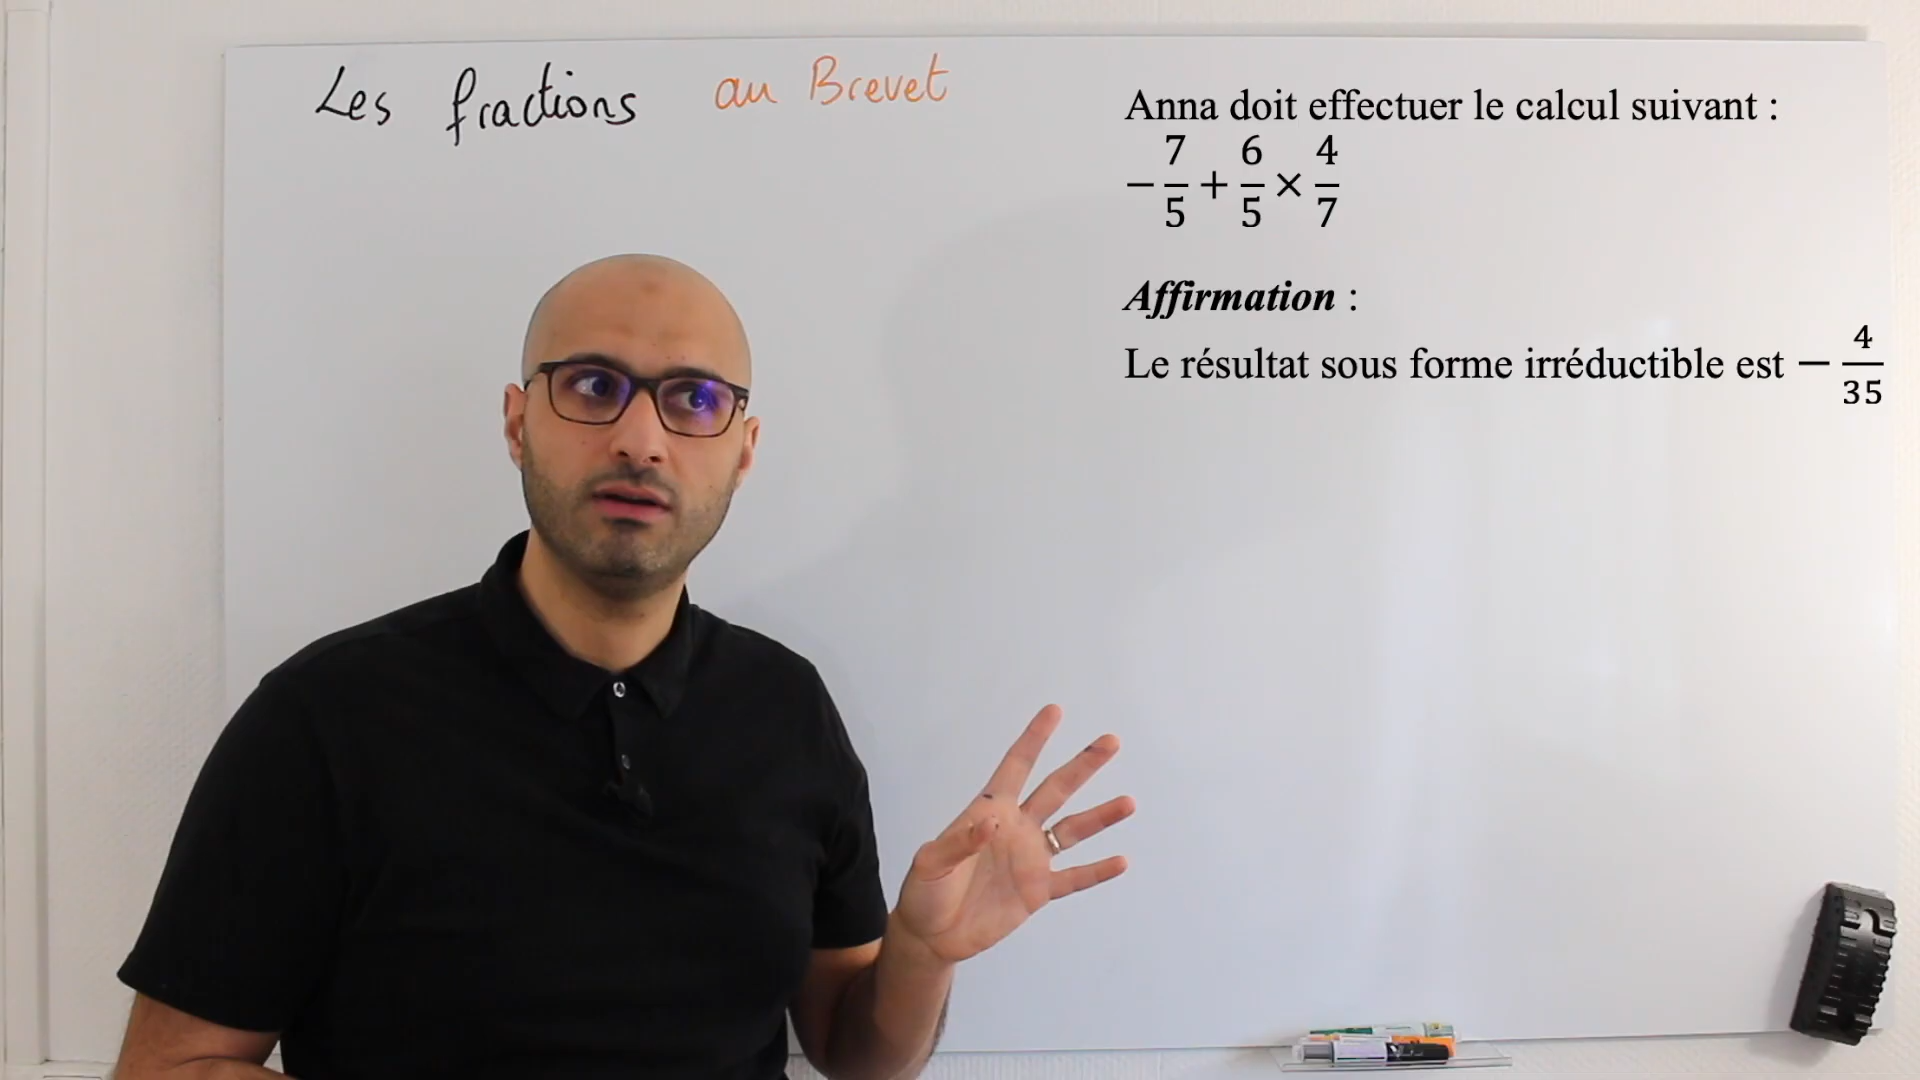 Les fractions au Brevet
Anna doit effectuer le calcul suivant :
− 7/5 + 6/5 × 4/7
Affirmation :
Le résultat sous forme irréductible est − 4/35